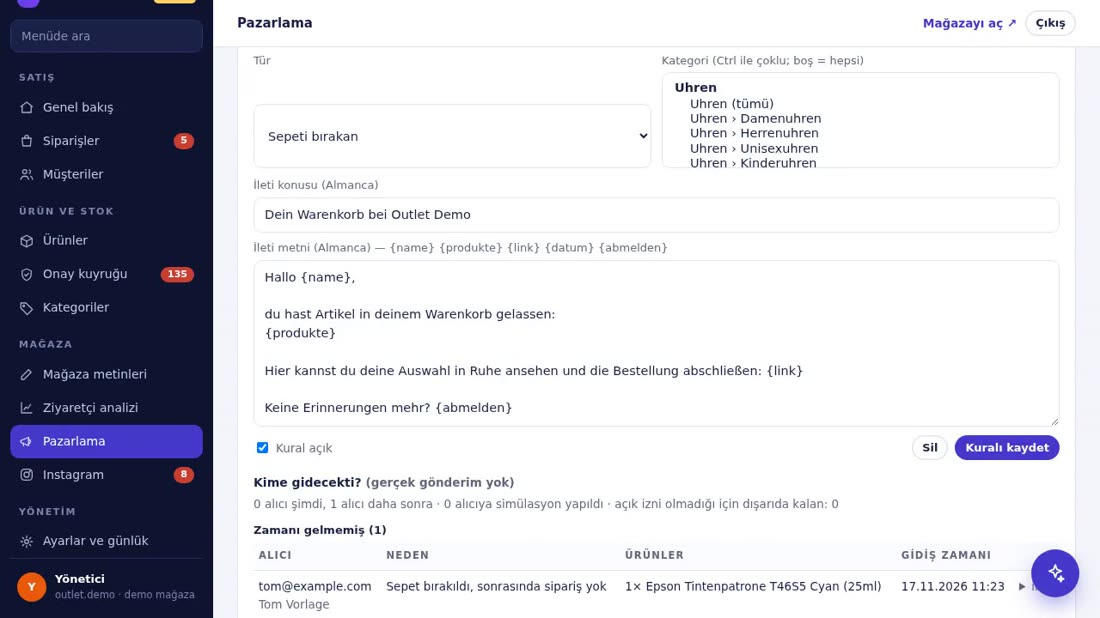 Menüde ara
SATIŞ
Genel bakış
Siparişler 5
Müşteriler
ÜRÜN VE STOK
Ürünler
Onay kuyruğu 135
Kategoriler
MAĞAZA
Mağaza metinleri
Ziyaretçi analizi
Pazarlama
Instagram 8
YÖNETİM
Ayarlar ve günlük
Y
Yönetici
outlet.demo · demo mağaza
Pazarlama
Mağazayı aç ↗ Çıkış
Tür
Sepeti bırakan
Kategori (Ctrl ile çoklu; boş = hepsi)
Uhren
Uhren (tümü)
Uhren › Damenuhren
Uhren › Herrenuhren
Uhren › Unisexuhren
Uhren › Kinderuhren
İleti konusu (Almanca)
Dein Warenkorb bei Outlet Demo
İleti metni (Almanca) — {name} {produkte} {link} {datum} {abmelden}
Hallo {name},
du hast Artikel in deinem Warenkorb gelassen:
{produkte}
Hier kannst du deine Auswahl in Ruhe ansehen und die Bestellung abschließen: {link}
Keine Erinnerungen mehr? {abmelden}
Kural açık
Sil Kuralı kaydet
Kime gidecekti? (gerçek gönderim yok)
0 alıcı şimdi, 1 alıcı daha sonra · 0 alıcıya simülasyon yapıldı · açık izni olmadığı için dışarıda kalan: 0
Zamanı gelmemiş (1)
ALICI NEDEN ÜRÜNLER GİDİŞ ZAMANI
tom@example.com Sepet bırakıldı, sonrasında sipariş yok 1× Epson Tintenpatrone T46S5 Cyan (25ml) 17.11.2026 11:23
Tom Vorlage